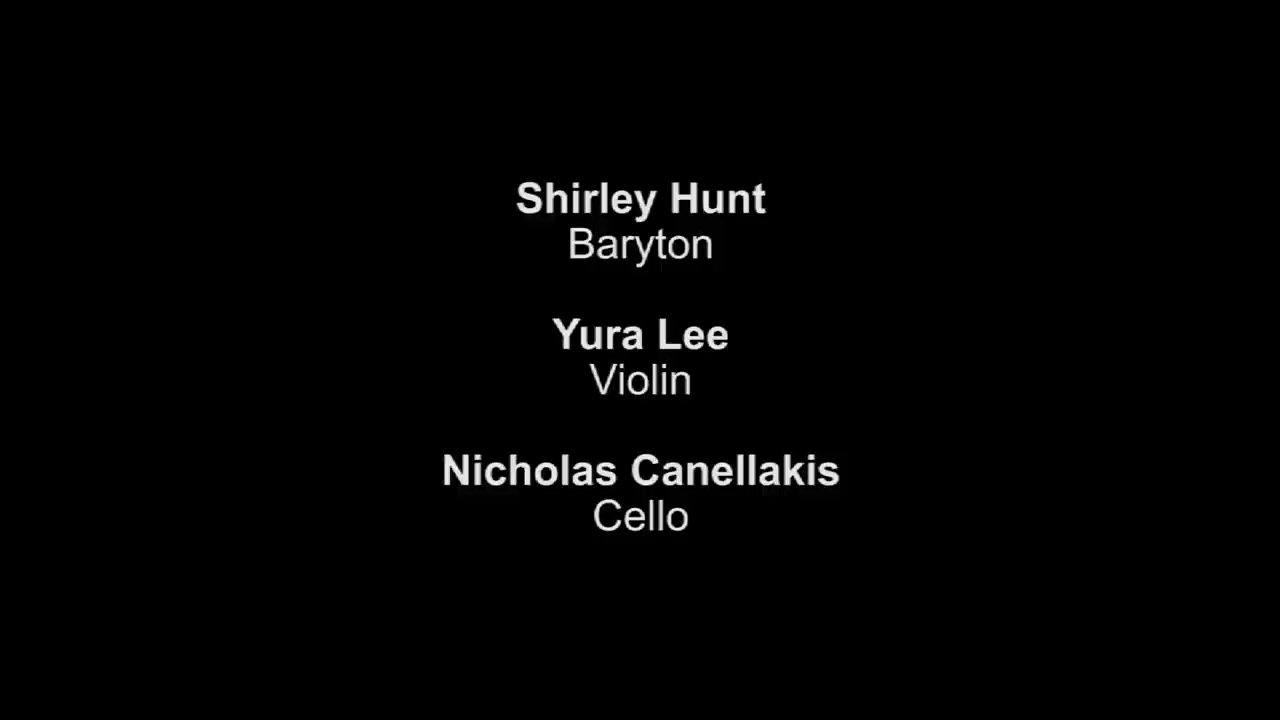 Shirley Hunt
Baryton
Yura Lee
Violin
Nicholas Canellakis
Cello